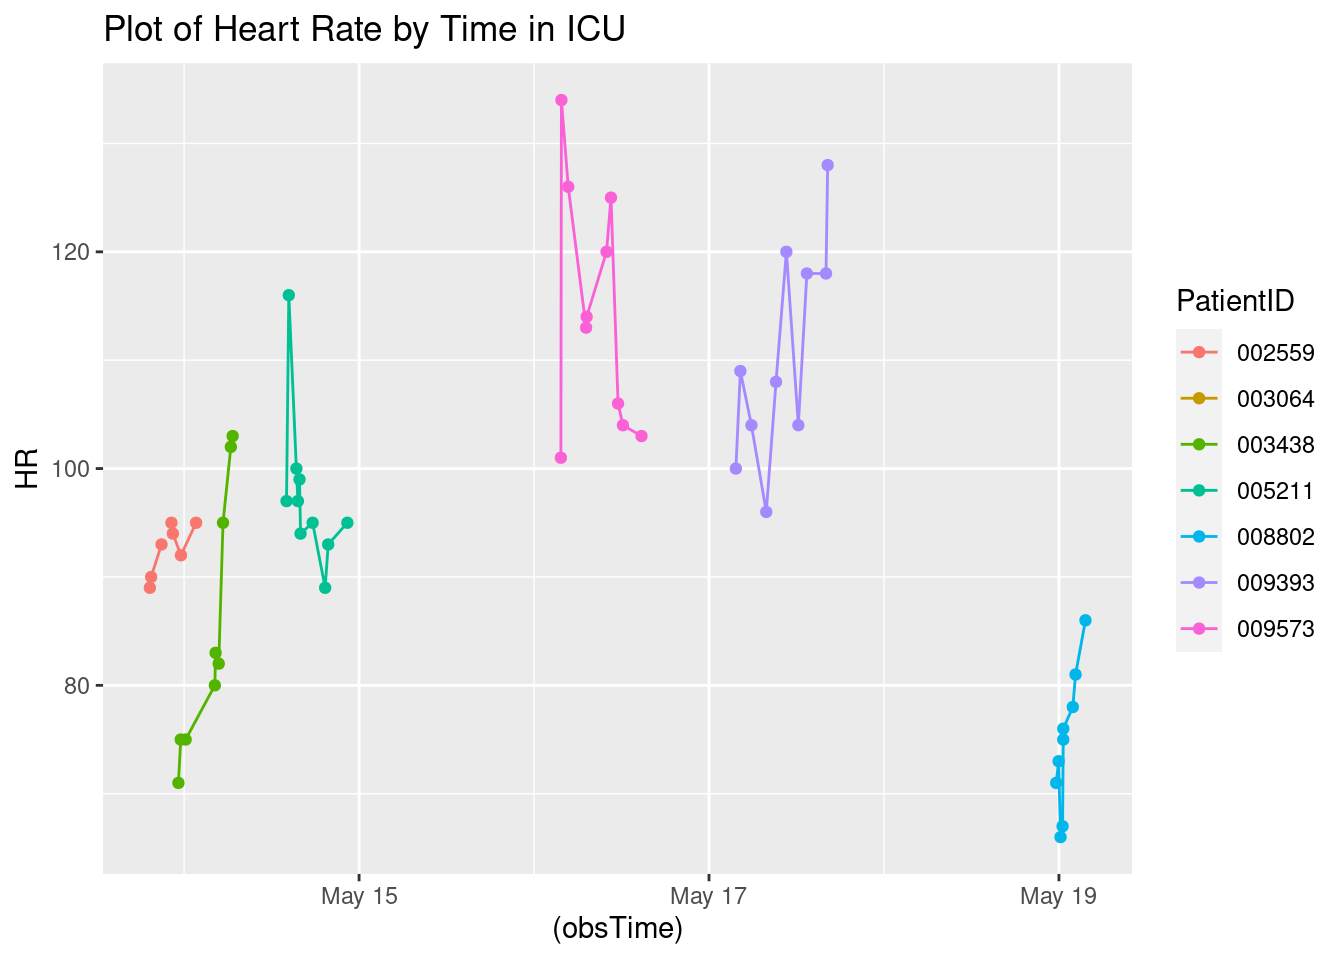 Plot of Heart Rate by Time in ICU
HR
120
100
80
May 15
May 17
May 19
(obsTime)
PatientID
002559
003064
003438
005211
008802
009393
009573